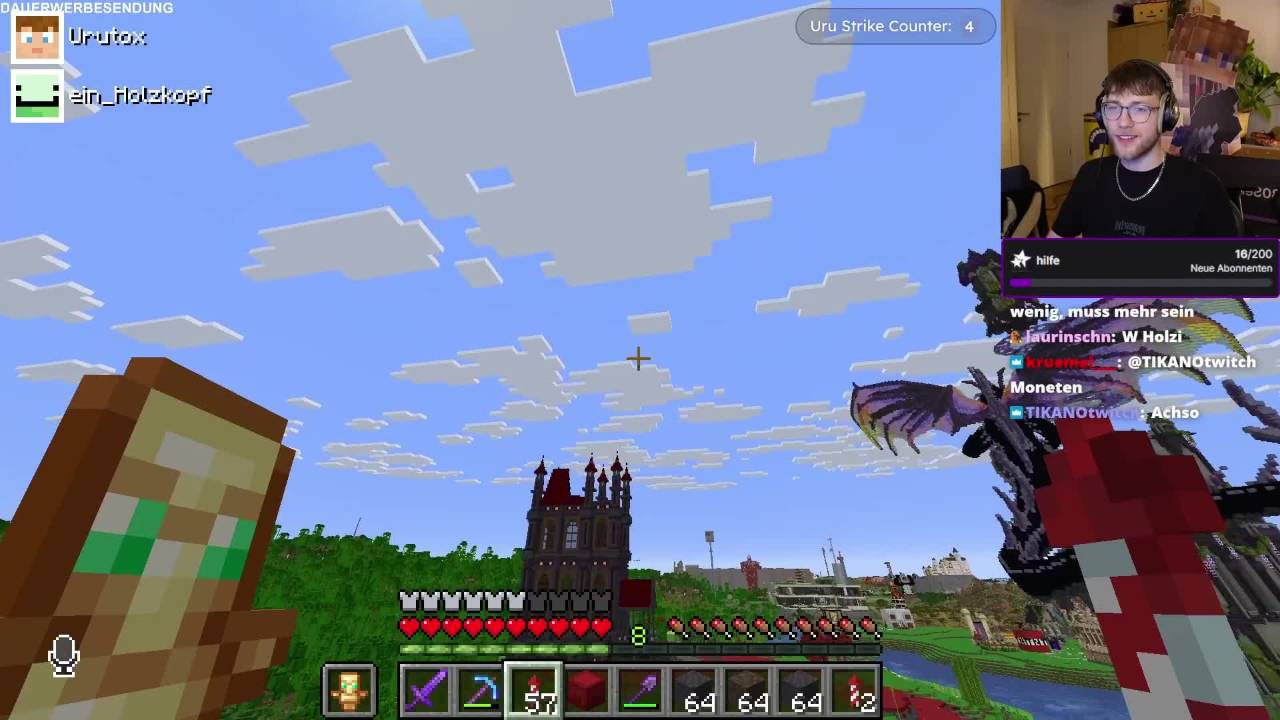 DAUERWERBESENDUNG
Urutox
ein_Holzkopf
Uru Strike Counter: 4
hilfe
16/200
Neue Abonnenten
wenig, muss mehr sein
laurinschn: W Holzi
: @TIKANOtwitch
Moneten
TIKANOtwitch: Achso
8
57
64
64
64
2